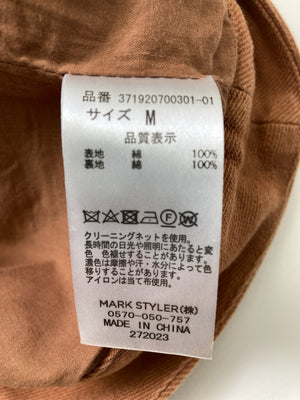 品番 371920700301-01
サイズ M
品質表示
表地 綿 100%
裏地 綿 100%
クリーニングネットを使用。
長時間の日光や照明にあたると変
色 色褪せすることがあります。
濃色は摩擦や汗・水分によって色
移りすることがあります。
アイロンは当て布使用。
MARK STYLER(株)
0570-050-757
MADE IN CHINA
272023